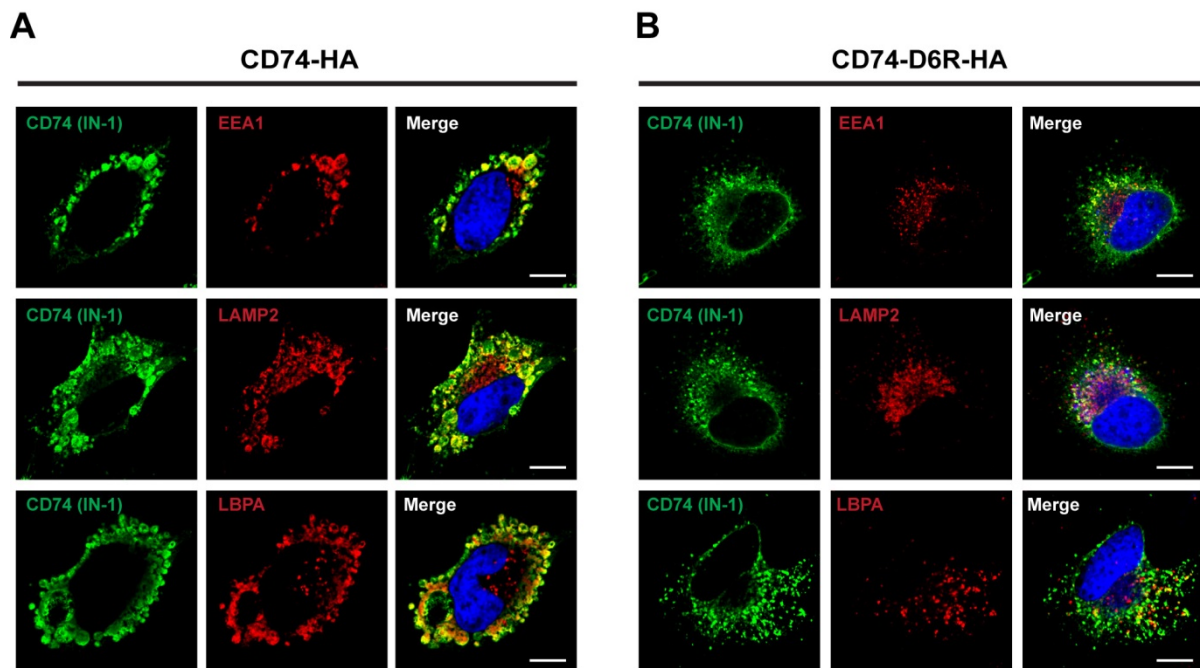 A
CD74-HA
CD74 (IN-1) EEA1 Merge
CD74 (IN-1) LAMP2 Merge
CD74 (IN-1) LBPA Merge
B
CD74-D6R-HA
CD74 (IN-1) EEA1 Merge
CD74 (IN-1) LAMP2 Merge
CD74 (IN-1) LBPA Merge